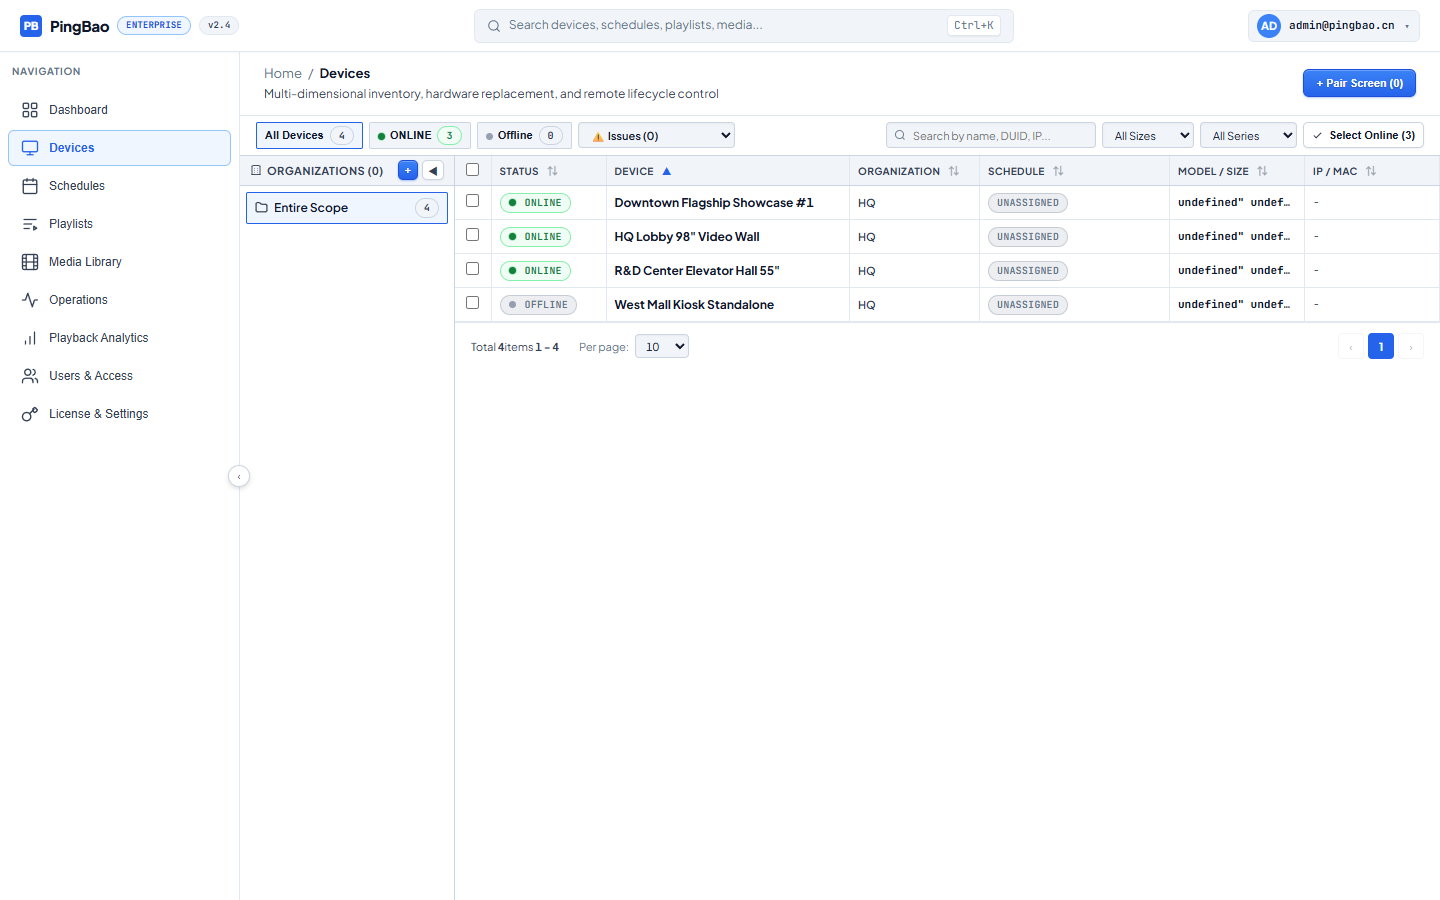 PB PingBao ENTERPRISE v2.4
Search devices, schedules, playlists, media... Ctrl+K
AD admin@pingbao.cn
NAVIGATION
Dashboard
Devices
Schedules
Playlists
Media Library
Operations
Playback Analytics
Users & Access
License & Settings
Home / Devices
Multi-dimensional inventory, hardware replacement, and remote lifecycle control
+ Pair Screen (0)
All Devices 4 ONLINE 3 Offline 0 Issues (0)
Search by name, DUID, IP... All Sizes All Series Select Online (3)
ORGANIZATIONS (0) +
Entire Scope 4
STATUS DEVICE ORGANIZATION SCHEDULE MODEL / SIZE IP / MAC
ONLINE Downtown Flagship Showcase #1 HQ UNASSIGNED undefined" undef… -
ONLINE HQ Lobby 98" Video Wall HQ UNASSIGNED undefined" undef… -
ONLINE R&D Center Elevator Hall 55" HQ UNASSIGNED undefined" undef… -
OFFLINE West Mall Kiosk Standalone HQ UNASSIGNED undefined" undef… -
Total 4items 1 – 4 Per page: 10 ‹ 1 ›